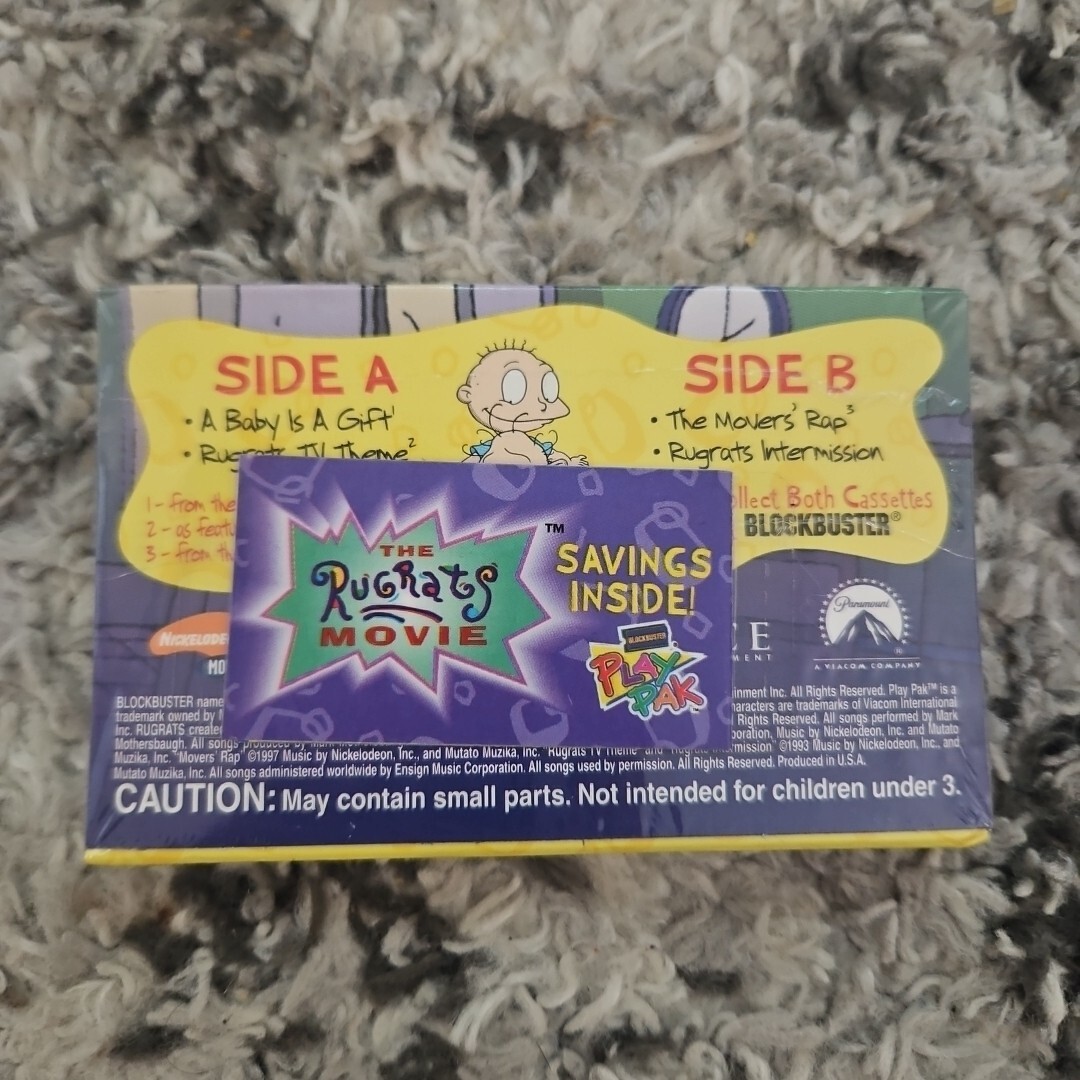 SIDE A
• A Baby Is A Gift¹
• Rugrats TV Theme²
1 - from the
2 - as featu
3 - from th
SIDE B
• The Movers' Rap³
• Rugrats Intermission
ollect Both Cassettes
BLOCKBUSTER®
THE
RugRats
MOVIE
TM
SAVINGS
INSIDE!
BLOCKBUSTER
PLAY
PAK™
NICKELODE
MO
CE
MENT
Paramount
A VIACOM COMPANY
BLOCKBUSTER name inment Inc. All Rights Reserved. Play Pak™ is a
trademark owned by haracters are trademarks of Viacom International
Inc. RUGRATS create Rights Reserved. All songs performed by Mark
Mothersbaugh. All songs produced by poration, Music by Nickelodeon, Inc., and
Muzika, Inc. "Movers' Rap" ©1997 Music by Nickelodeon, Inc., and Mutato Muzika, Inc. "Rugrats TV Theme" and mission" ©1993 Music by Nickelodeon, Inc., and
Mutato Muzika, Inc. All songs administered worldwide by Ensign Music Corporation. All songs used by permission. All Rights Reserved. Produced in U.S.A.
CAUTION: May contain small parts. Not intended for children under 3.